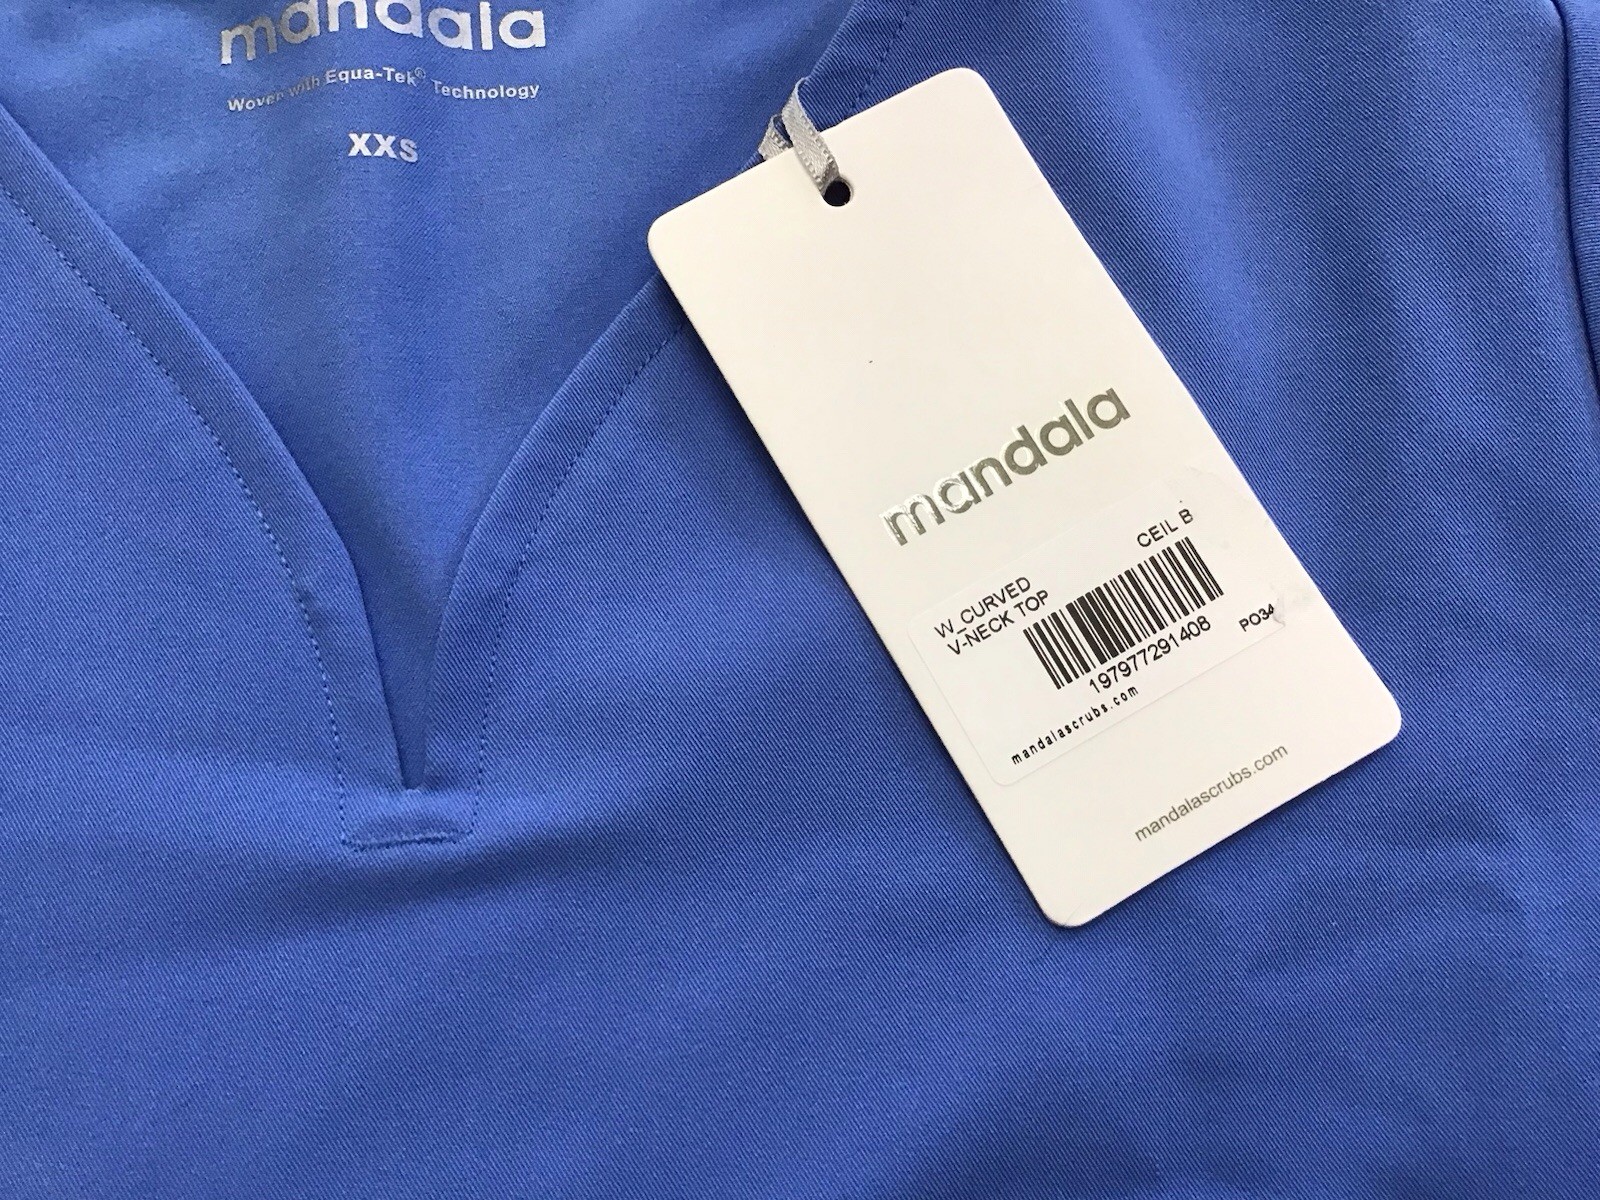 mandala
Woven with Equa-Tek® Technology
XXS
mandala
CEIL B
W_CURVED
V-NECK TOP
197977291408
PO34
mandalascrubs.com
mandalascrubs.com